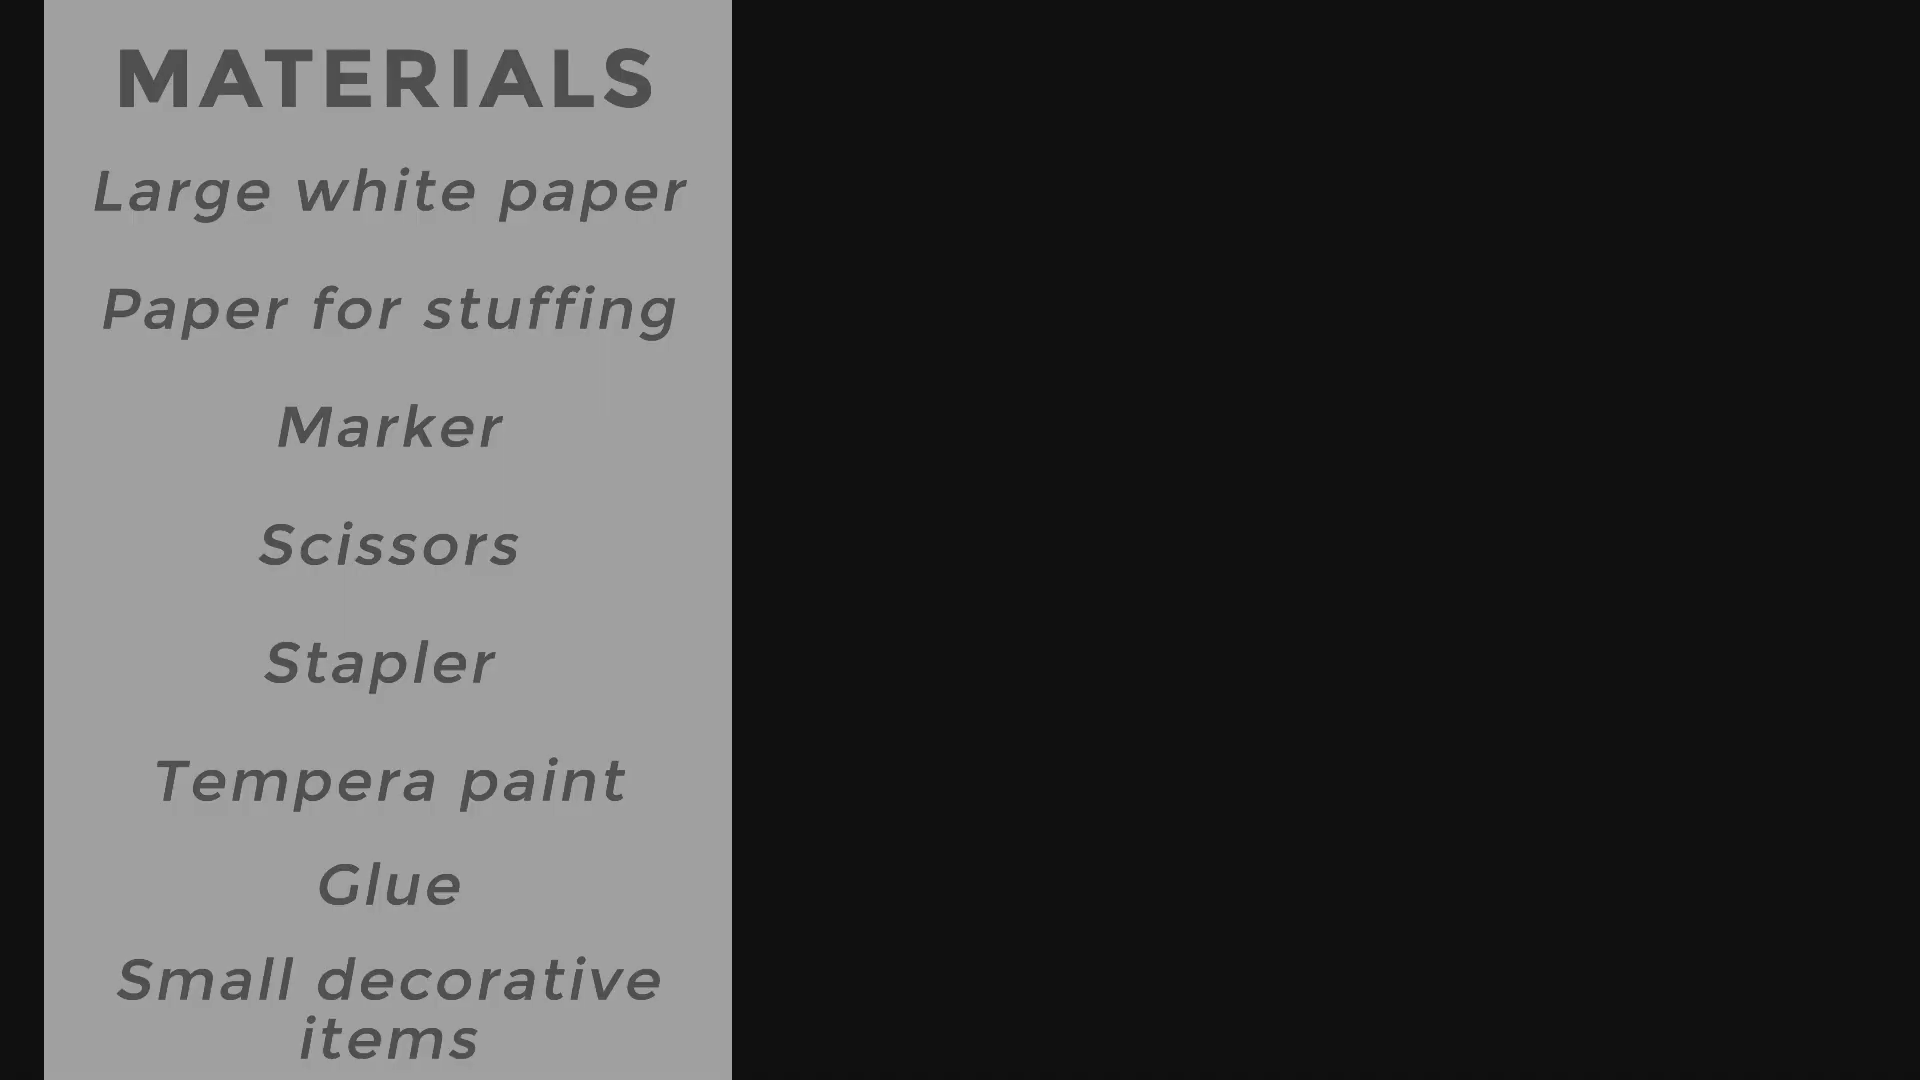 MATERIALS
Large white paper
Paper for stuffing
Marker
Scissors
Stapler
Tempera paint
Glue
Small decorative
items